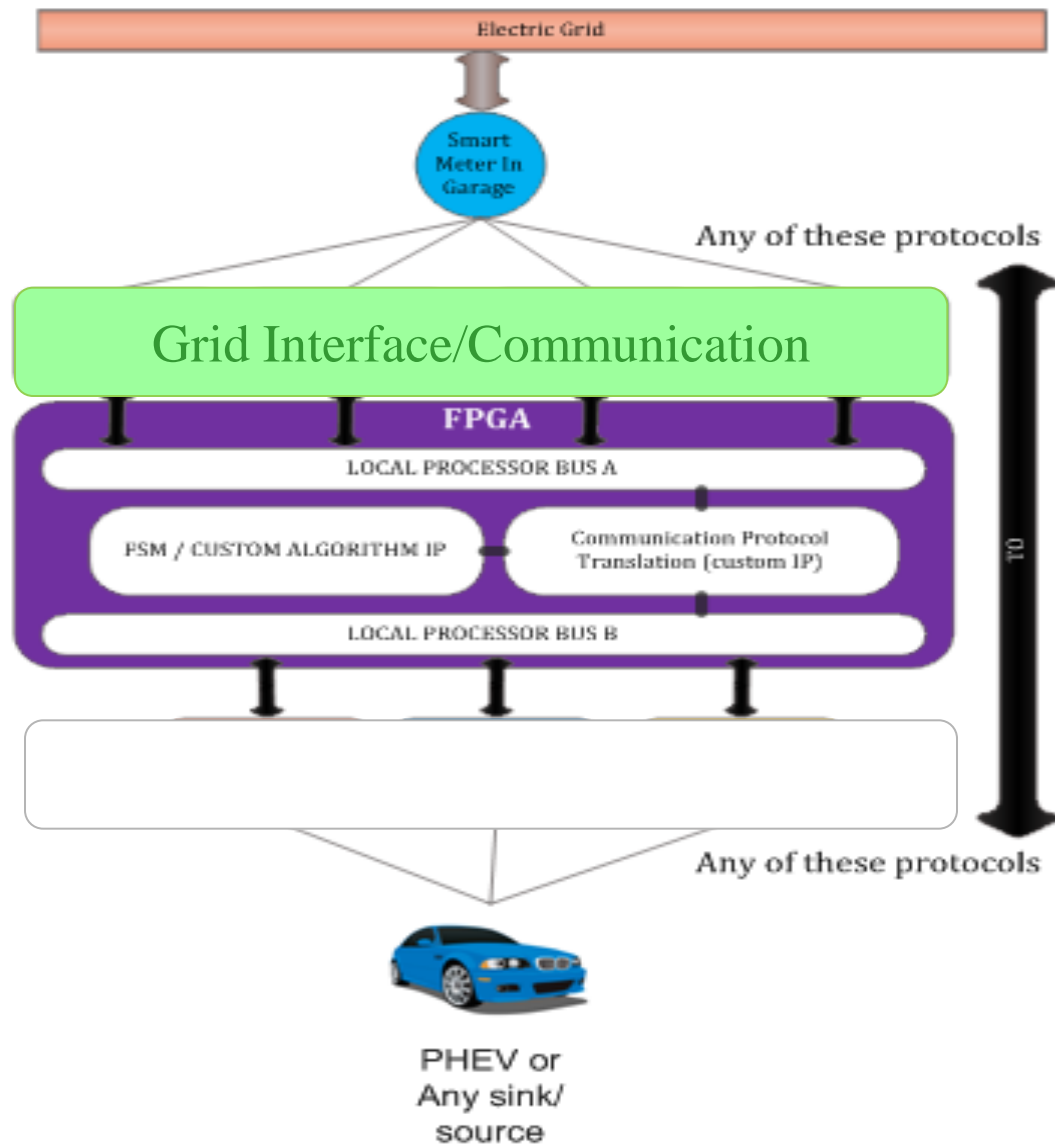 Electric Grid
Smart
Meter In
Garage
Any of these protocols
Grid Interface/Communication
FPGA
LOCAL PROCESSOR BUS A
FSM / CUSTOM ALGORITHM IP
Communication Protocol
Translation (custom IP)
TO
LOCAL PROCESSOR BUS B
Any of these protocols
PHEV or
Any sink/
source